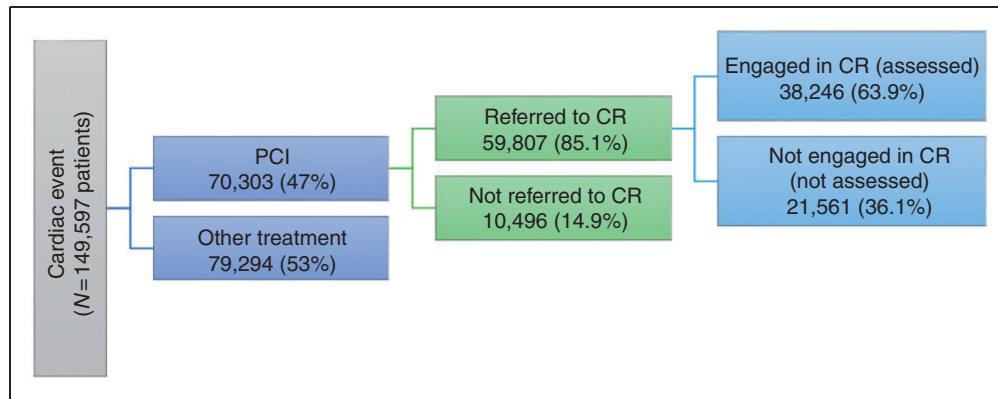 Cardiac event
(N = 149,597 patients)
PCI
70,303 (47%)
Other treatment
79,294 (53%)
Referred to CR
59,807 (85.1%)
Not referred to CR
10,496 (14.9%)
Engaged in CR (assessed)
38,246 (63.9%)
Not engaged in CR
(not assessed)
21,561 (36.1%)